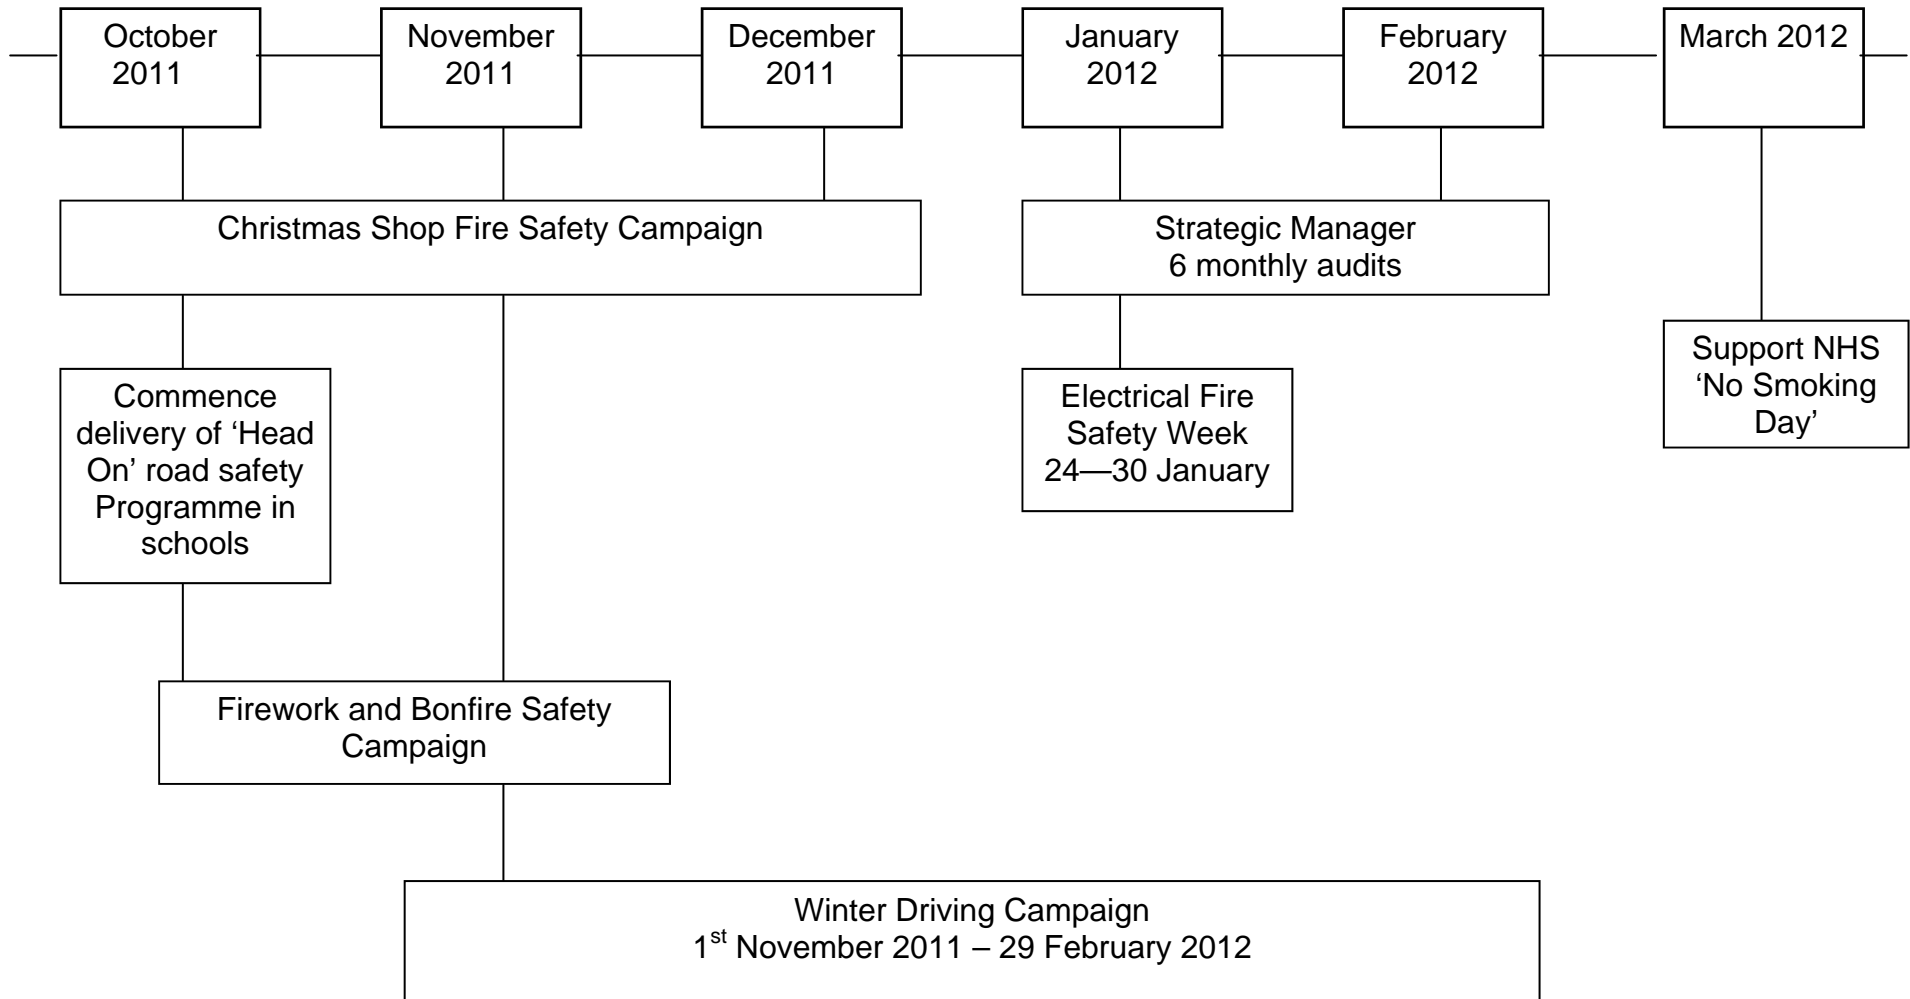 October
2011
November
2011
December
2011
January
2012
February
2012
March 2012
Christmas Shop Fire Safety Campaign
Strategic Manager
6 monthly audits
Commence
delivery of ‘Head
On’ road safety
Programme in
schools
Electrical Fire
Safety Week
24—30 January
Support NHS
‘No Smoking
Day’
Firework and Bonfire Safety
Campaign
Winter Driving Campaign
1st November 2011 – 29 February 2012